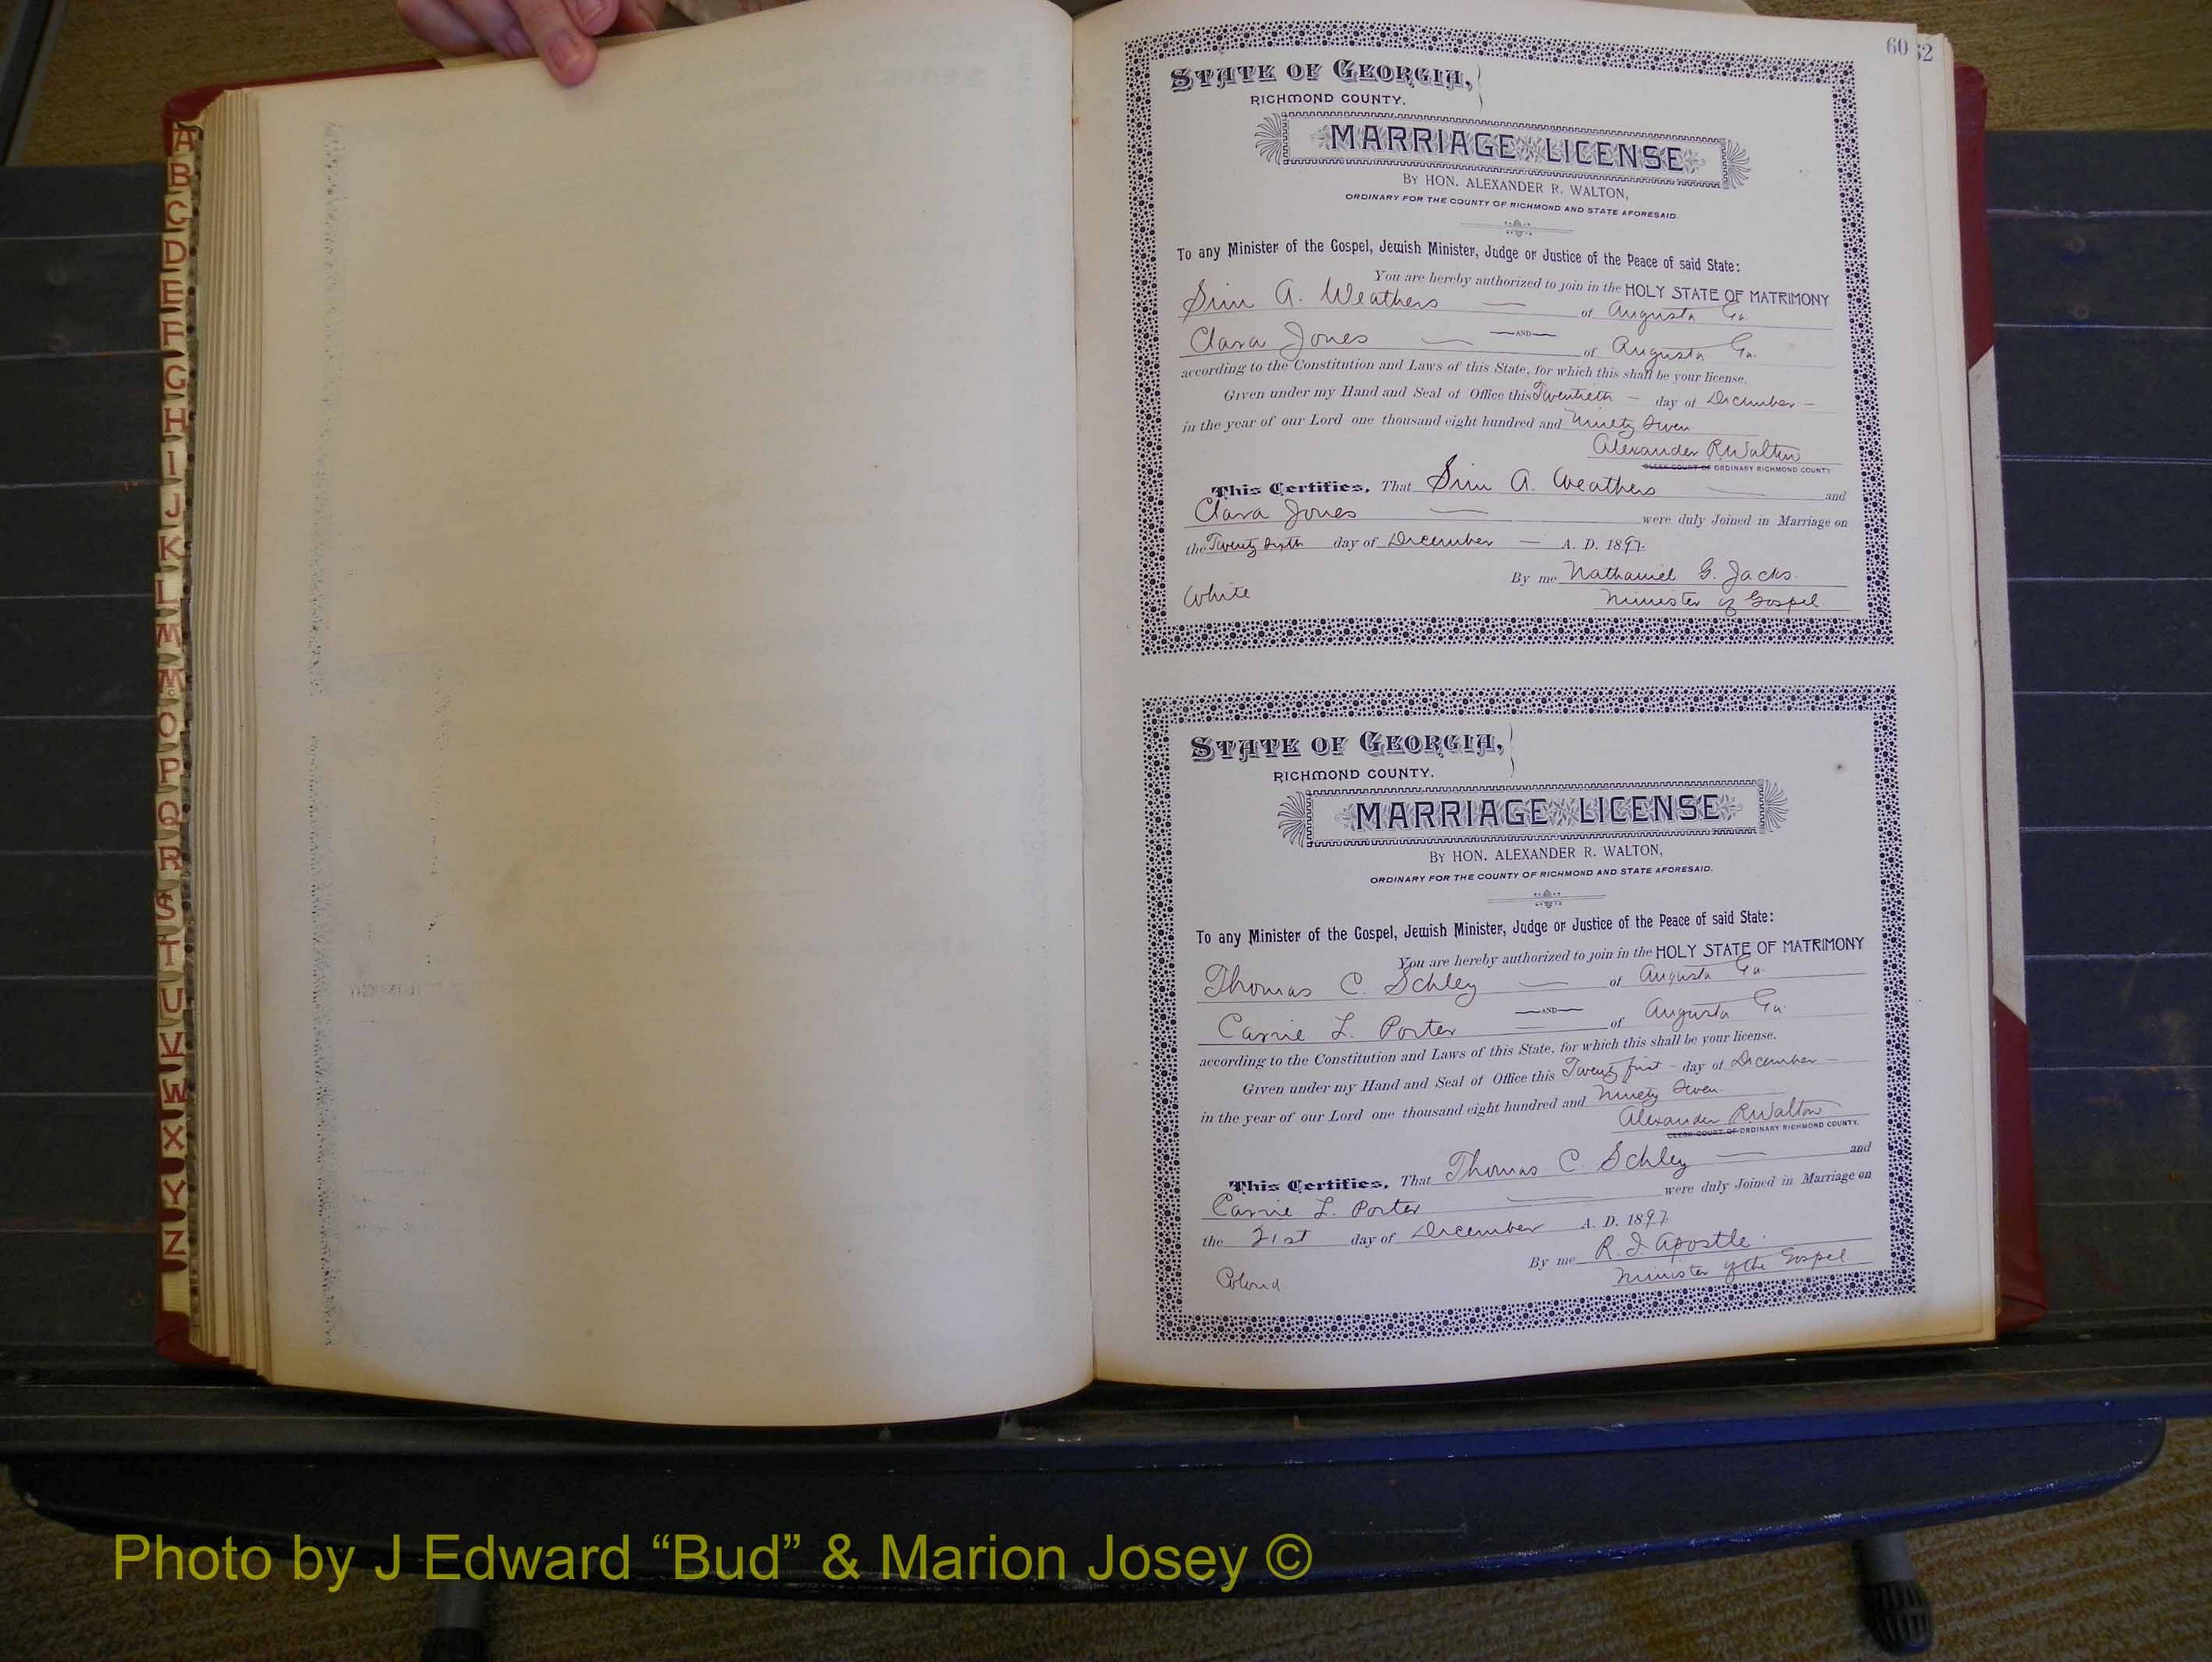 A
B
C
D
E
F
G
H
I
J
K
L
M
Mc
O
P
Q
R
S
T
U
V
W
X
Y
Z
60
52
STATE OF GEORGIA,
RICHMOND COUNTY.
MARRIAGE LICENSE
BY HON. ALEXANDER R. WALTON,
ORDINARY FOR THE COUNTY OF RICHMOND AND STATE AFORESAID.
To any Minister of the Gospel, Jewish Minister, Judge or Justice of the Peace of said State:
You are hereby authorized to join in the HOLY STATE OF MATRIMONY
Sim A. Weathers — of Augusta Ga.
—AND—
Clara Jones — of Augusta Ga.
according to the Constitution and Laws of this State, for which this shall be your license.
Given under my Hand and Seal of Office this Twentieth — day of December —
in the year of our Lord one thousand eight hundred and Ninety Seven
Alexander R. Walton
CLERK COURT OF ORDINARY RICHMOND COUNTY
This Certifies, That Sim A. Weathers — and
Clara Jones — were duly Joined in Marriage on
the Twenty Sixth day of December — A. D. 1897.
By me Nathaniel G. Jacks.
White
Minister of Gospel
STATE OF GEORGIA,
RICHMOND COUNTY.
MARRIAGE LICENSE
BY HON. ALEXANDER R. WALTON,
ORDINARY FOR THE COUNTY OF RICHMOND AND STATE AFORESAID.
To any Minister of the Gospel, Jewish Minister, Judge or Justice of the Peace of said State:
You are hereby authorized to join in the HOLY STATE OF MATRIMONY
Thomas C. Schley — of Augusta Ga.
—AND—
Carrie L. Porter — of Augusta Ga.
according to the Constitution and Laws of this State, for which this shall be your license.
Given under my Hand and Seal of Office this Twenty first — day of December —
in the year of our Lord one thousand eight hundred and Ninety Seven
Alexander R. Walton
CLERK COURT OF ORDINARY RICHMOND COUNTY.
This Certifies, That Thomas C. Schley — and
Carrie L. Porter — were duly Joined in Marriage on
the 21st day of December A. D. 1897.
By me R. J. Apostle.
Colored
Minister of the Gospel
Photo by J Edward “Bud” & Marion Josey ©